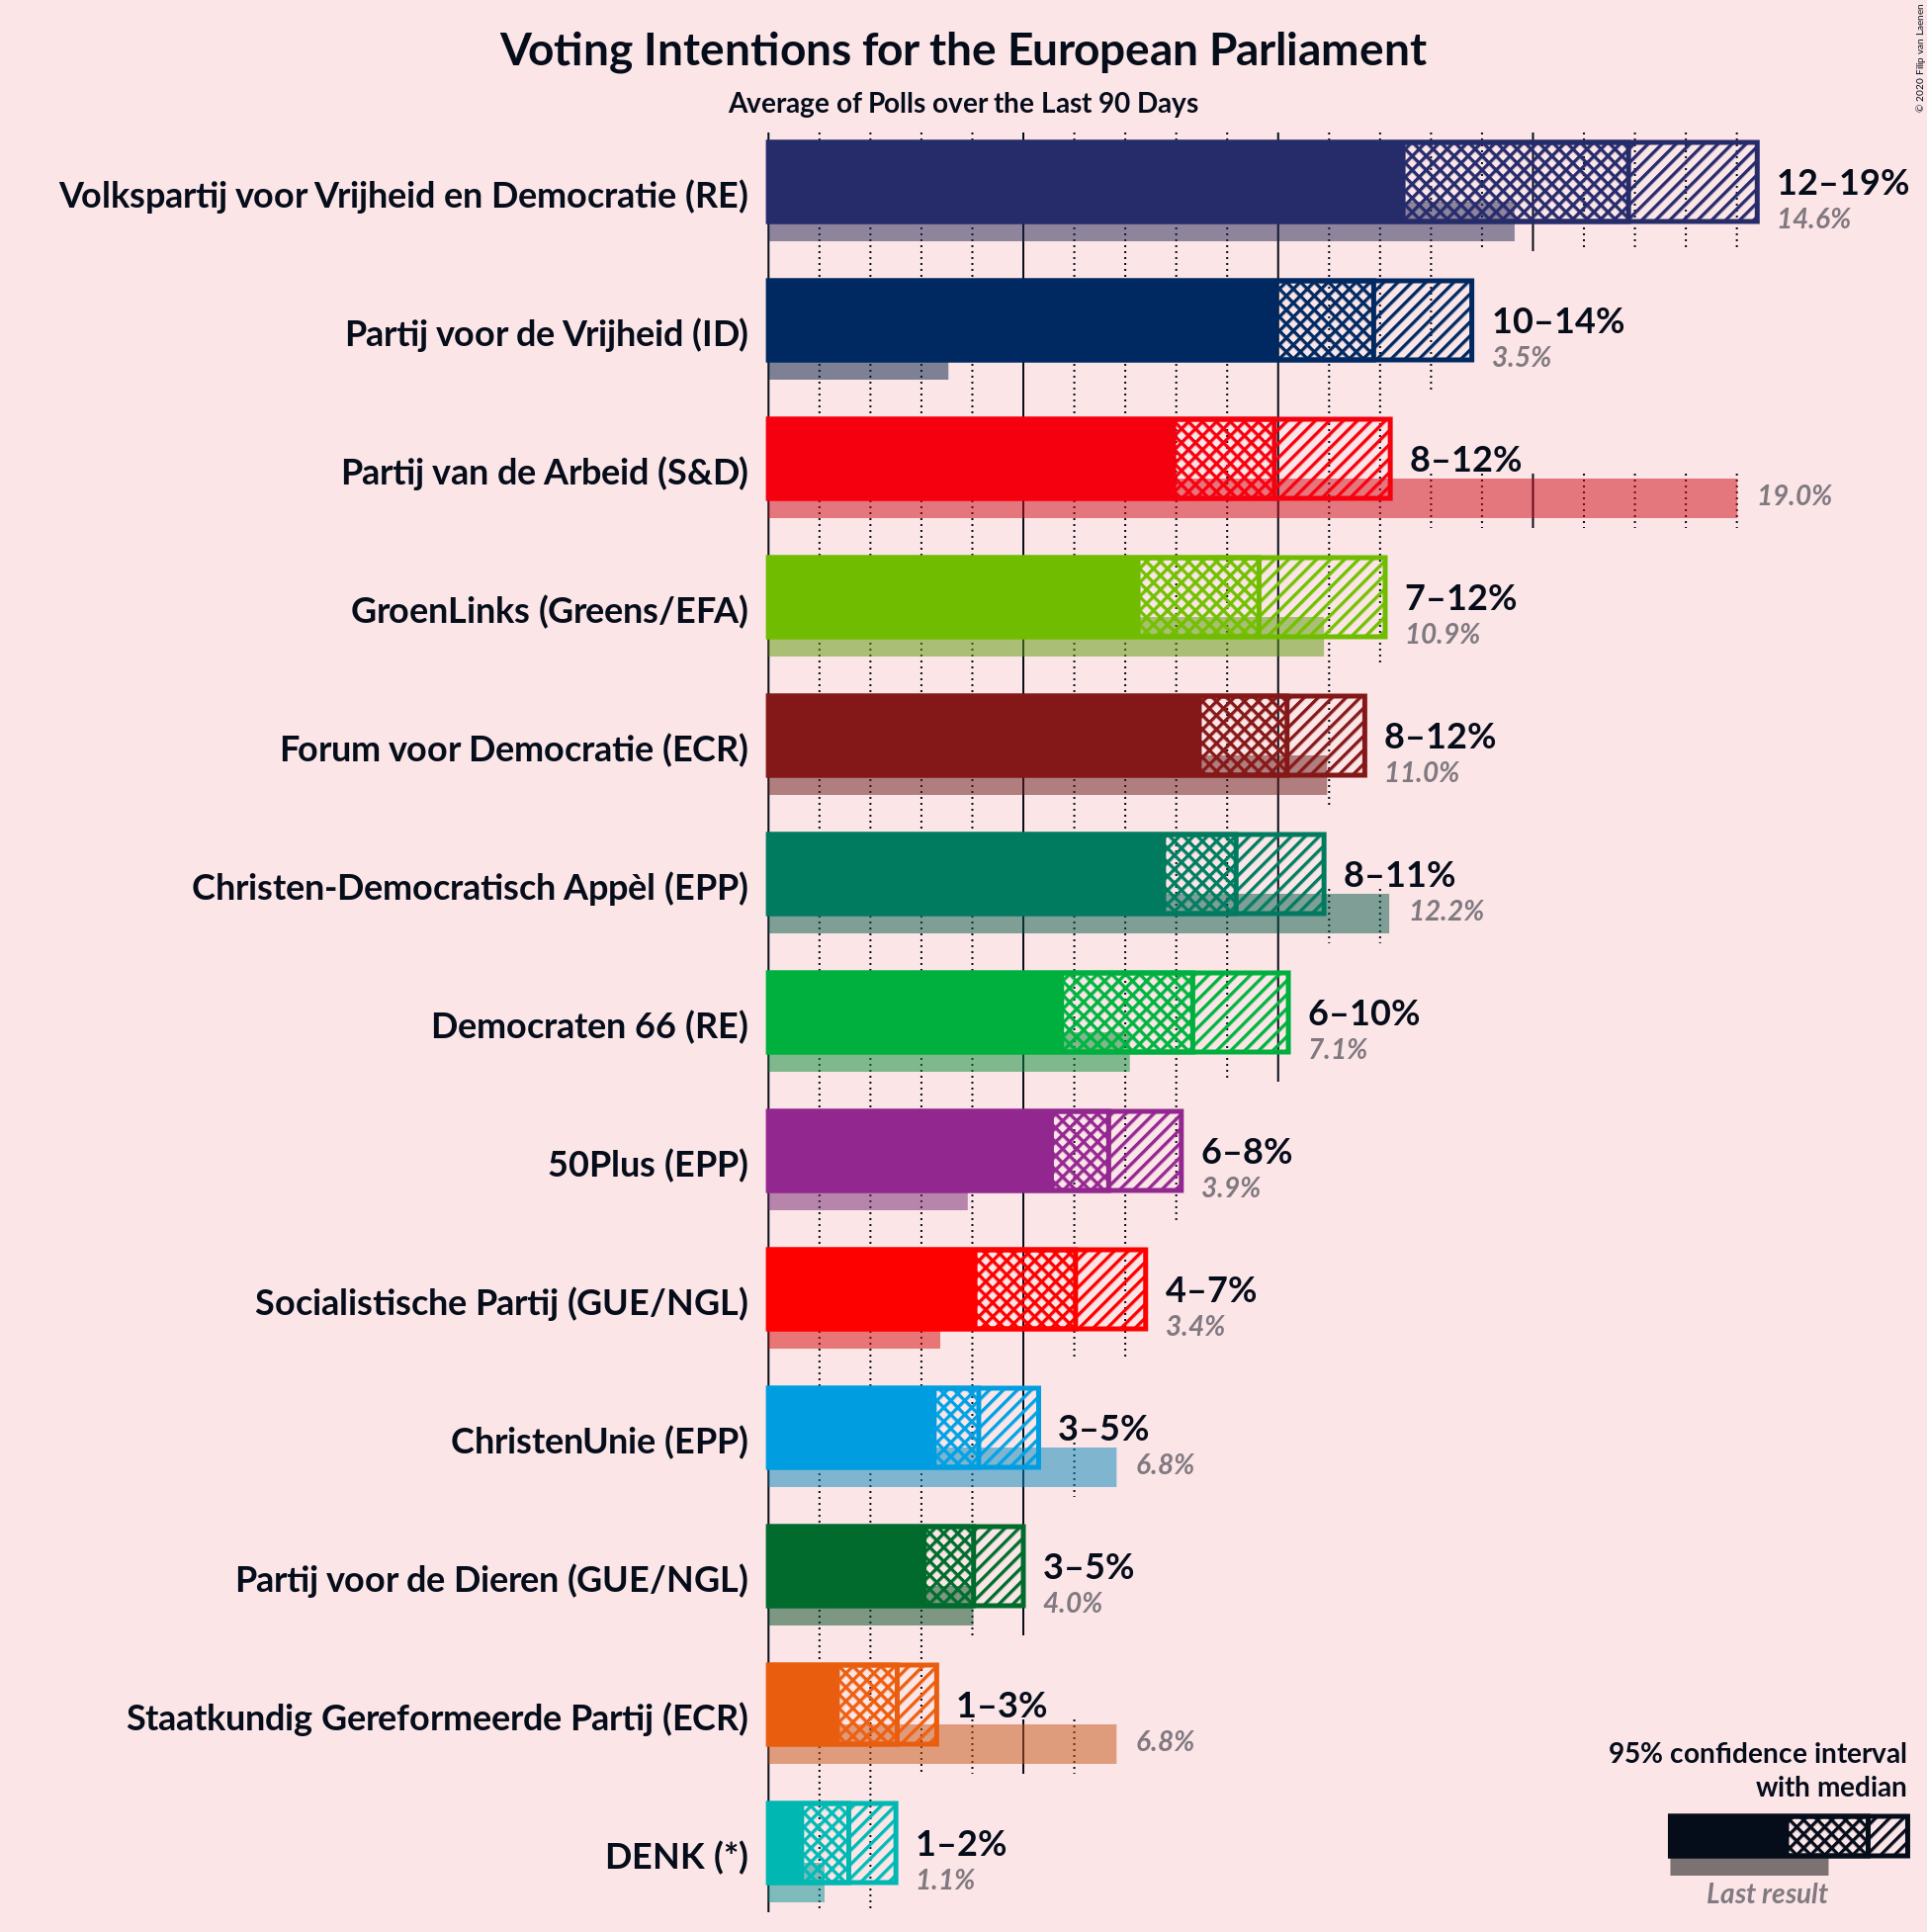 Voting Intentions for the European Parliament
Average of Polls over the Last 90 Days
© 2020 Filip van Laenen
Volkspartij voor Vrijheid en Democratie (RE)
12–19%
14.6%
Partij voor de Vrijheid (ID)
10–14%
3.5%
Partij van de Arbeid (S&D)
8–12%
19.0%
GroenLinks (Greens/EFA)
7–12%
10.9%
Forum voor Democratie (ECR)
8–12%
11.0%
Christen-Democratisch Appèl (EPP)
8–11%
12.2%
Democraten 66 (RE)
6–10%
7.1%
50Plus (EPP)
6–8%
3.9%
Socialistische Partij (GUE/NGL)
4–7%
3.4%
ChristenUnie (EPP)
3–5%
6.8%
Partij voor de Dieren (GUE/NGL)
3–5%
4.0%
Staatkundig Gereformeerde Partij (ECR)
1–3%
6.8%
DENK (*)
1–2%
1.1%
95% confidence interval
with median
Last result